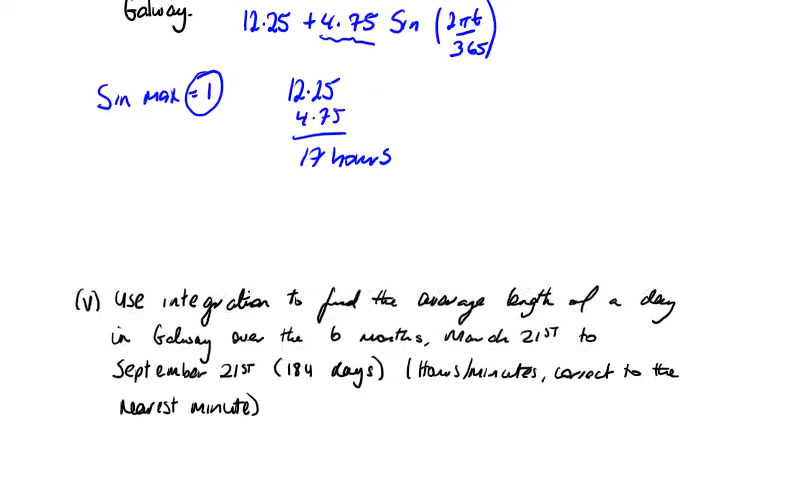 Galway. 12.25 + 4.75 Sin (2πt/365)
Sin max = 1 12.25
4.75
17 hours
(v) Use integration to find the average length of a day
in Galway over the 6 months, March 21ST to
September 21ST (184 days) (Hours/minutes, correct to the
nearest minute)